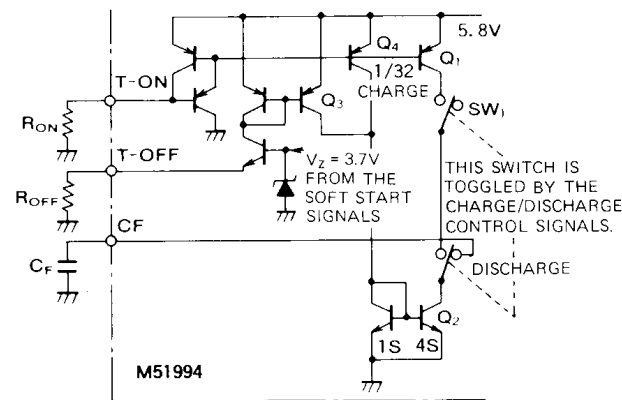 5.8V
Q4
Q1
T-ON
1/32
CHARGE
SW1
Q3
RON
T-OFF
VZ = 3.7V
FROM THE
SOFT START
SIGNALS
THIS SWITCH IS
TOGGLED BY THE
CHARGE/DISCHARGE
CONTROL SIGNALS.
ROFF
CF
CF
DISCHARGE
Q2
1S 4S
M51994